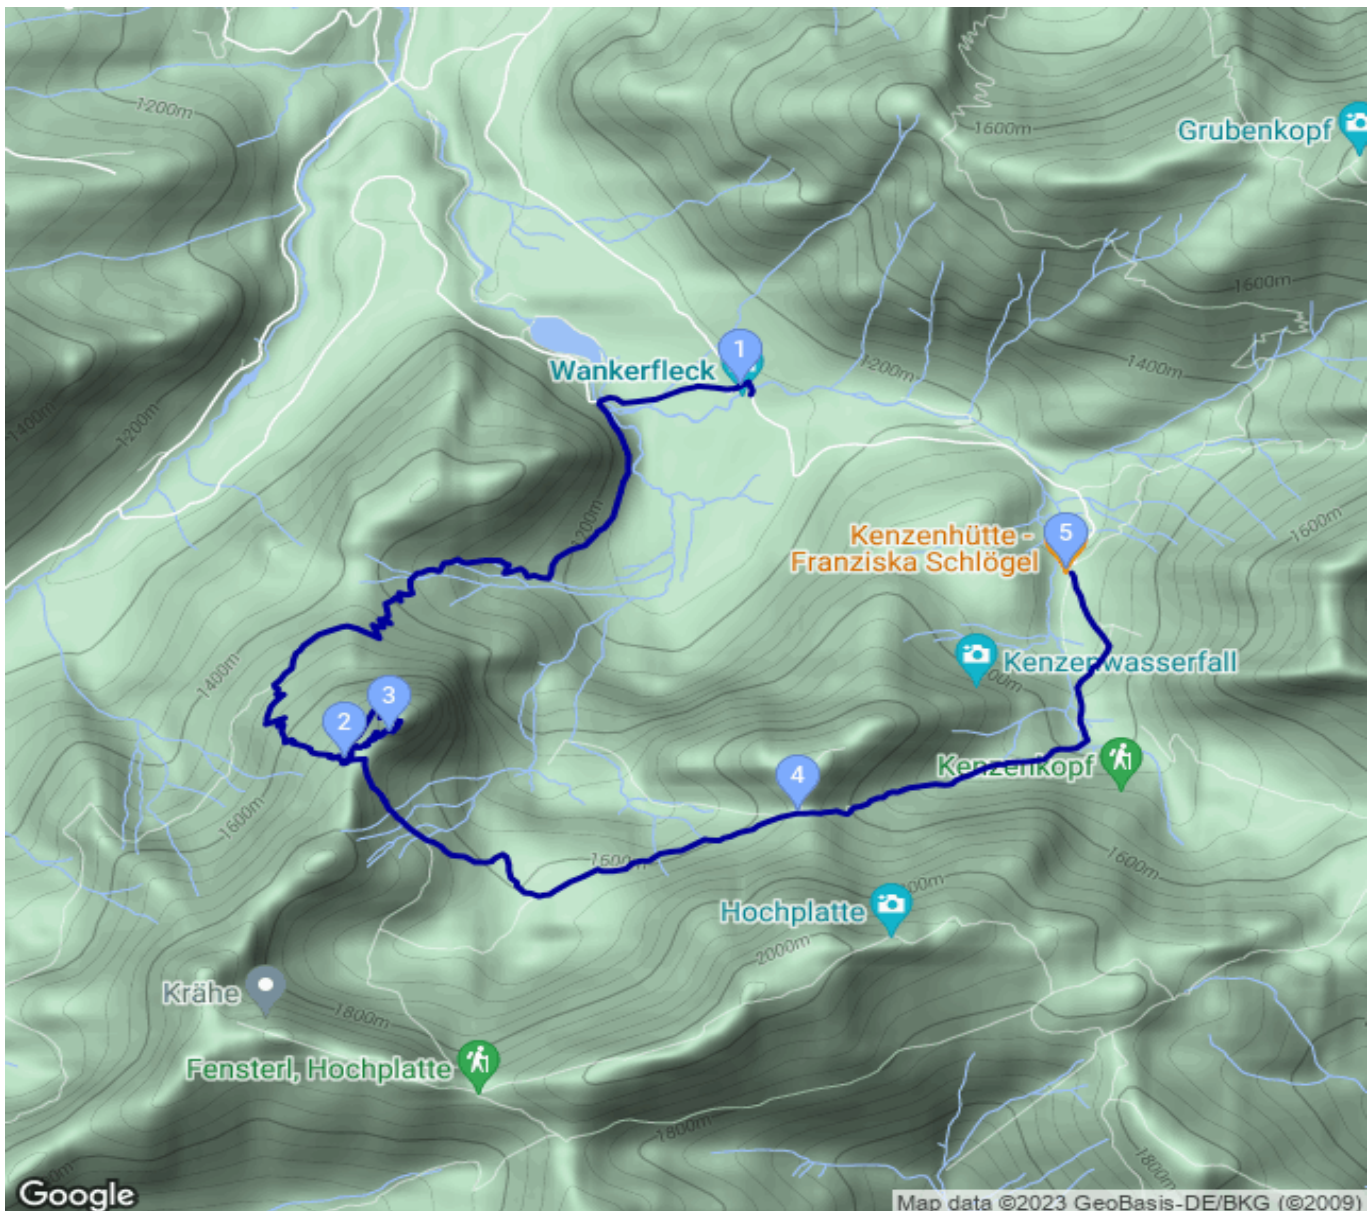 1200m
1600m
Grubenkopf
1600m
1
Wankerfleck
1200m
1400m
1400m
1200m
1200m
Kenzenhütte -
Franziska Schlögel
5
1600m
Kenzenwasserfall
1400m
3
2
Kenzenkopf
4
1600m
1600m
1600m
Hochplatte
2000m
Krähe
1800m
Fensterl, Hochplatte
1800m
1800m
Google
Map data ©2023 GeoBasis-DE/BKG (©2009)